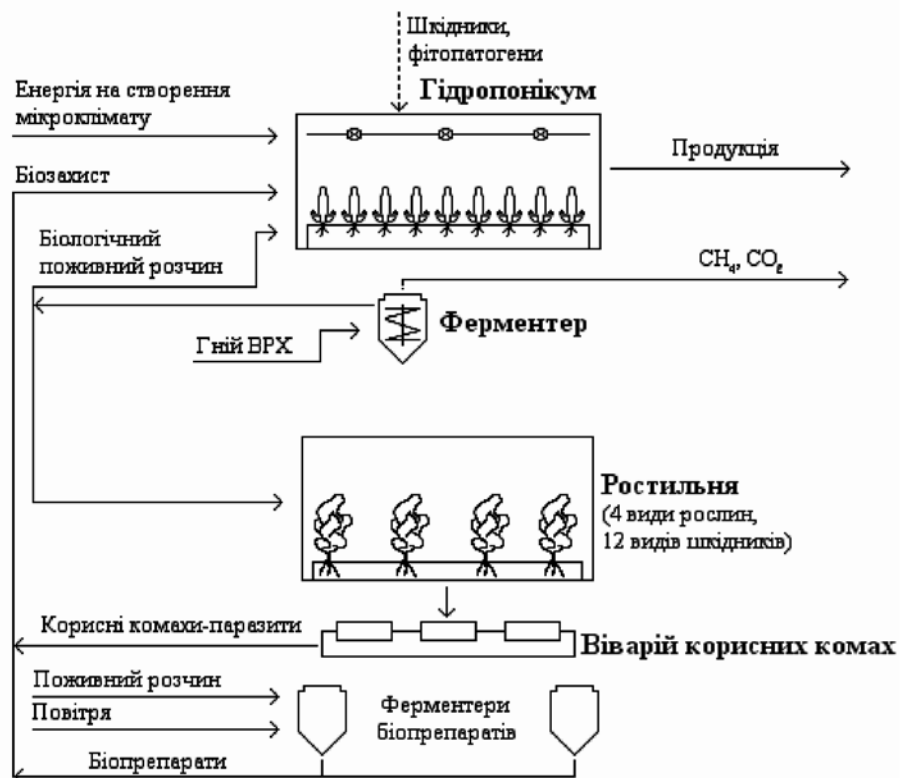 Шкідники,
фітопатогени
Енергія на створення
мікроклімату
Гідропонікум
Продукція
Біозахист
Біологічний
поживний розчин
CH₄, CO₂
Ферментер
Гній ВРХ
Ростильня
(4 види рослин,
12 видів шкідників)
Корисні комахи-паразити
Віварій корисних комах
Поживний розчин
Повітря
Ферментери
біопрепаратів
Біопрепарати